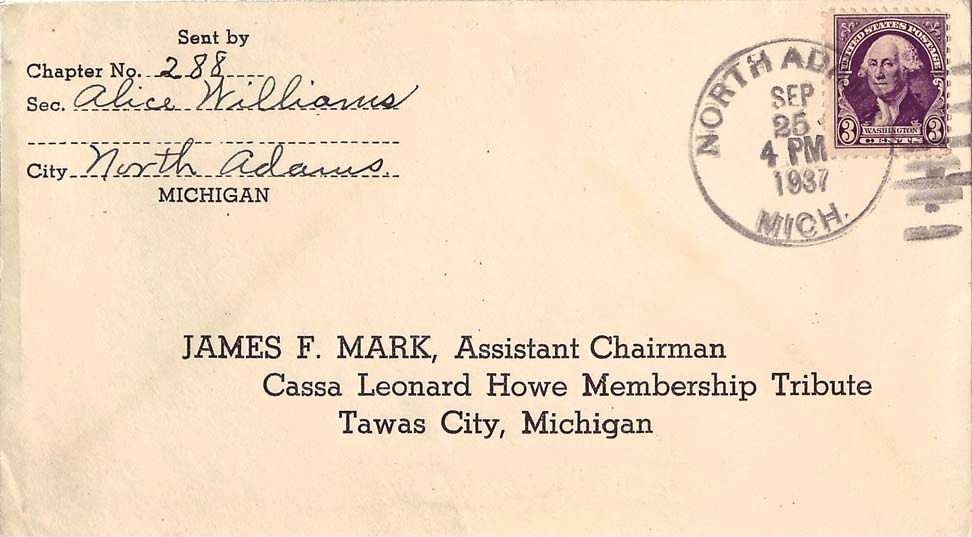 Sent by
Chapter No. 288
Sec. Alice Williams
City North Adams
MICHIGAN
NORTH ADA
SEP
25
4 PM
1937
MICH.
UNITED STATES POSTAGE
3 WASHINGTON 3
CENTS
JAMES F. MARK, Assistant Chairman
Cassa Leonard Howe Membership Tribute
Tawas City, Michigan